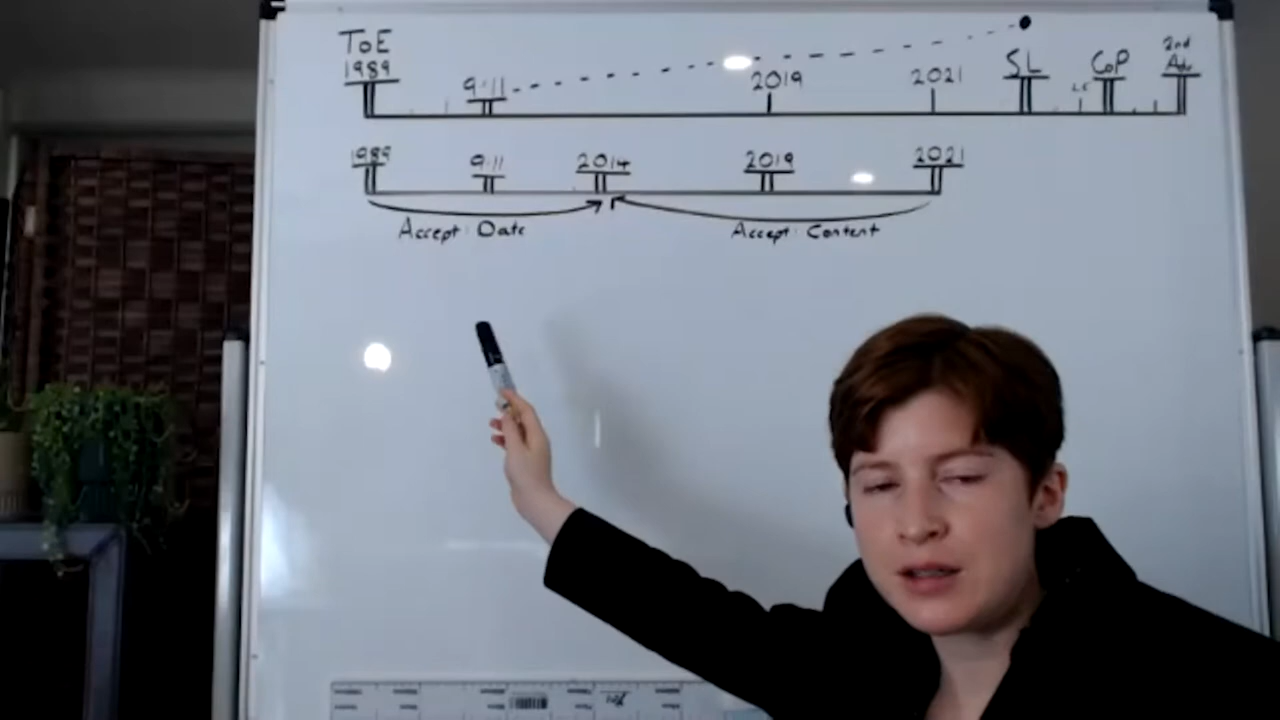 ToE
1989 9.11 2019 2021 SL CoP 2nd Adv
1989 9.11 2014 2019 2021
Accept: Date Accept: Content